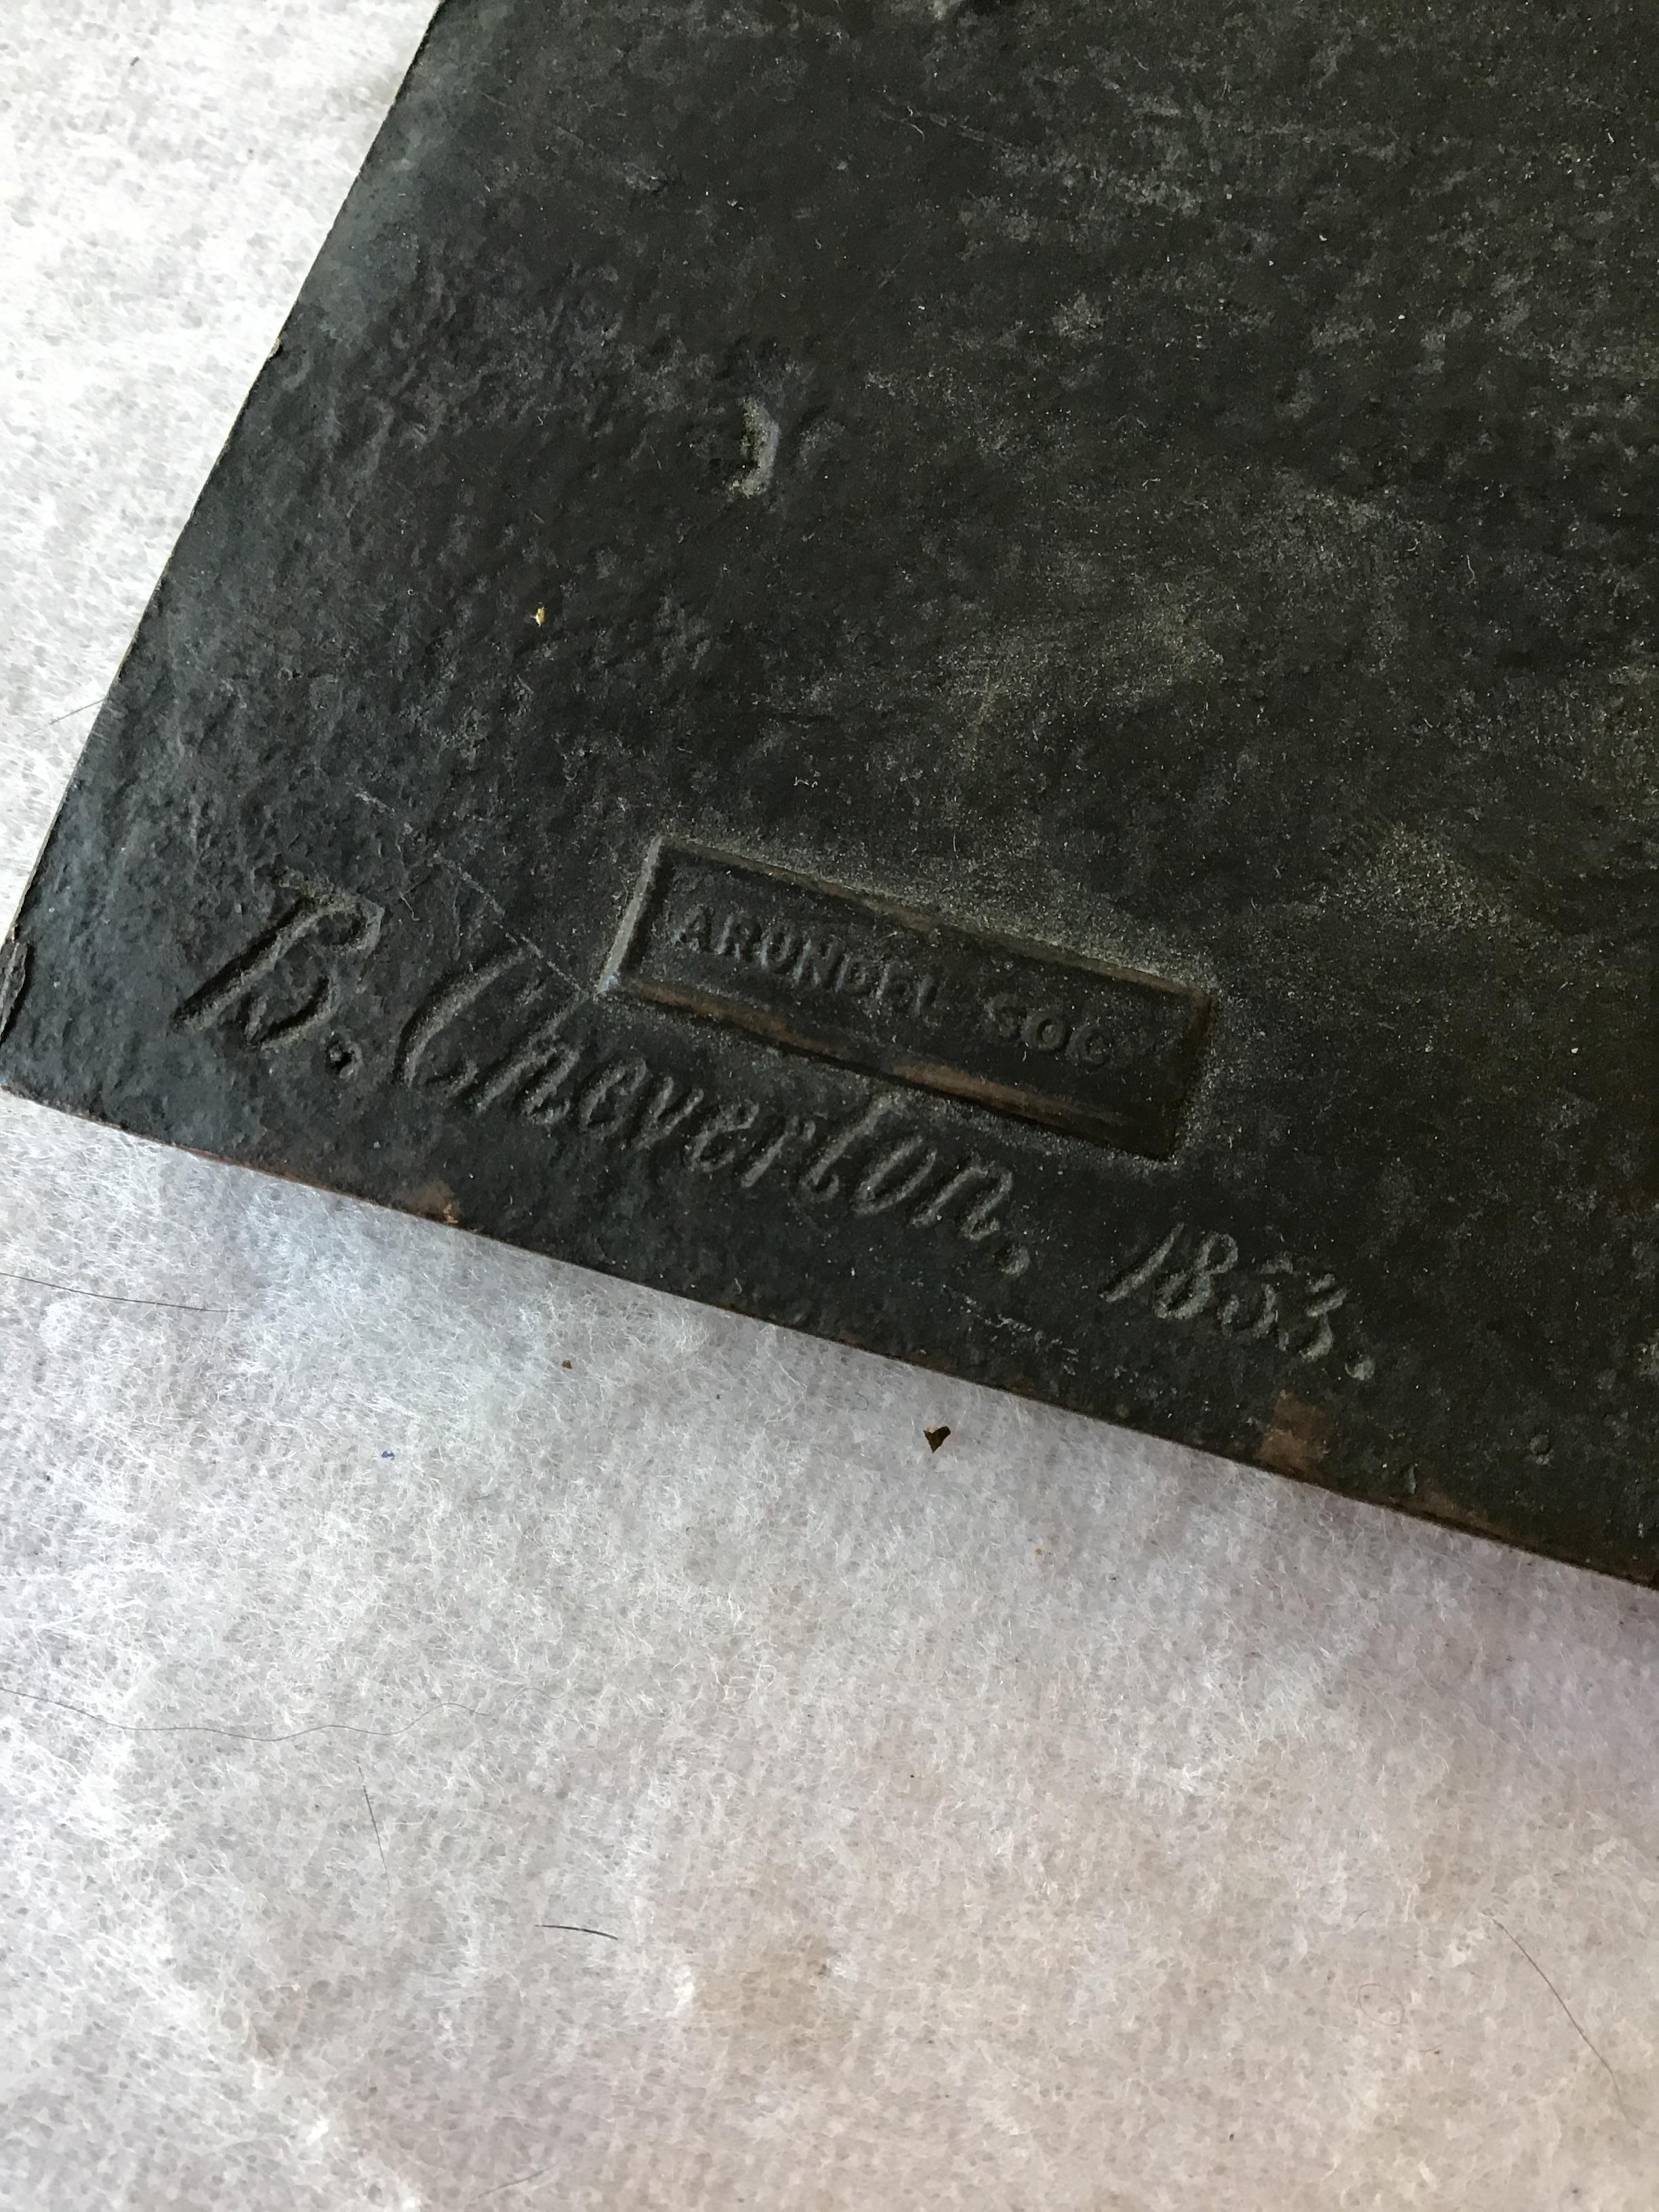 ARUNDEL SOC
B. Cheverton, 1853.